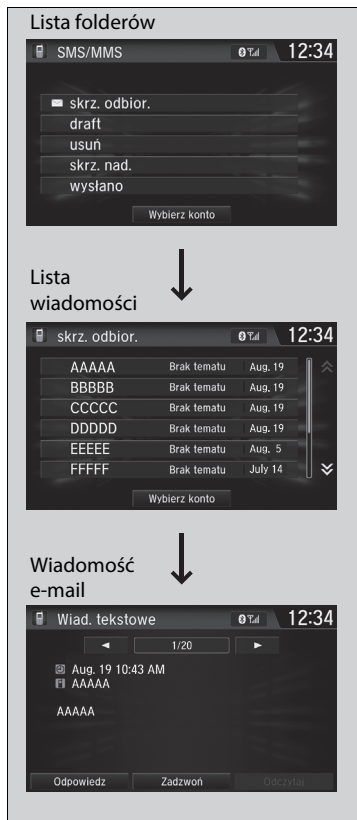 Lista folderów
SMS/MMS 12:34
skrz. odbior.
draft
usuń
skrz. nad.
wysłano
Wybierz konto
Lista
wiadomości
skrz. odbior. 12:34
AAAAA Brak tematu Aug. 19
BBBBB Brak tematu Aug. 19
CCCCC Brak tematu Aug. 19
DDDDD Brak tematu Aug. 19
EEEEE Brak tematu Aug. 5
FFFFF Brak tematu July 14
Wybierz konto
Wiadomość
e-mail
Wiad. tekstowe 12:34
1/20
Aug. 19 10:43 AM
AAAAA
AAAAA
Odpowiedz Zadzwoń Odczytaj